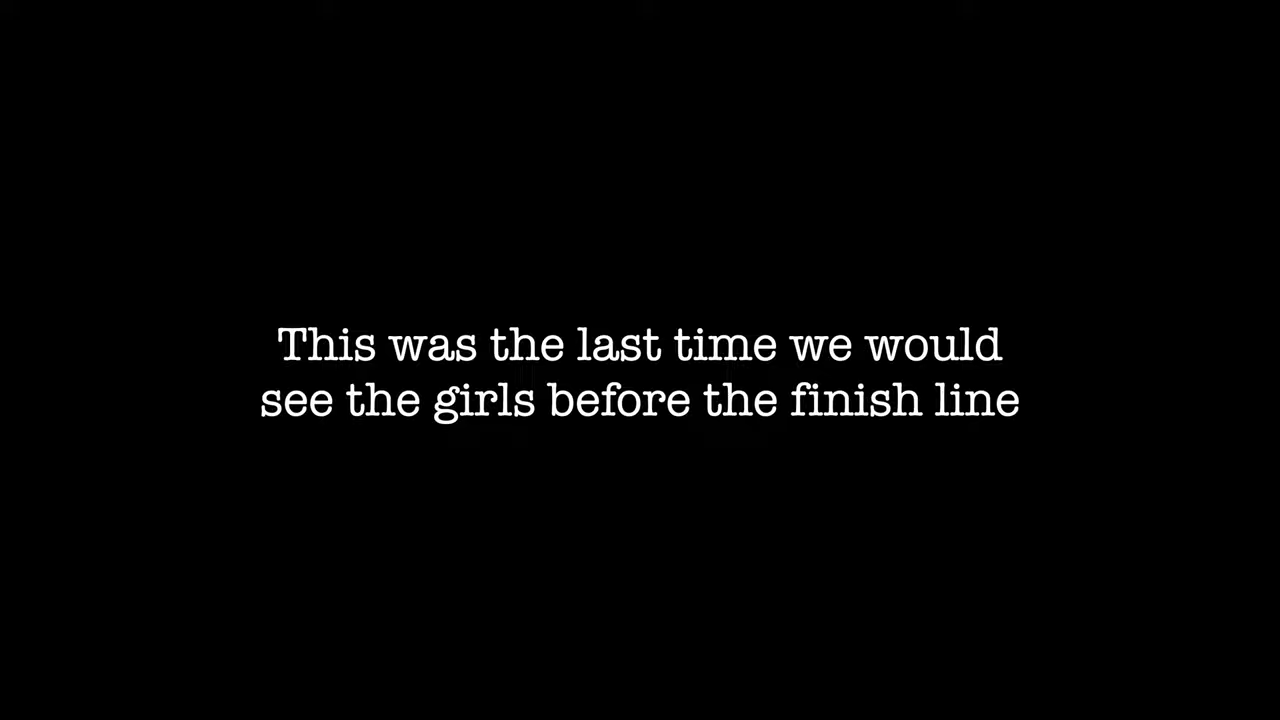 This was the last time we would
see the girls before the finish line